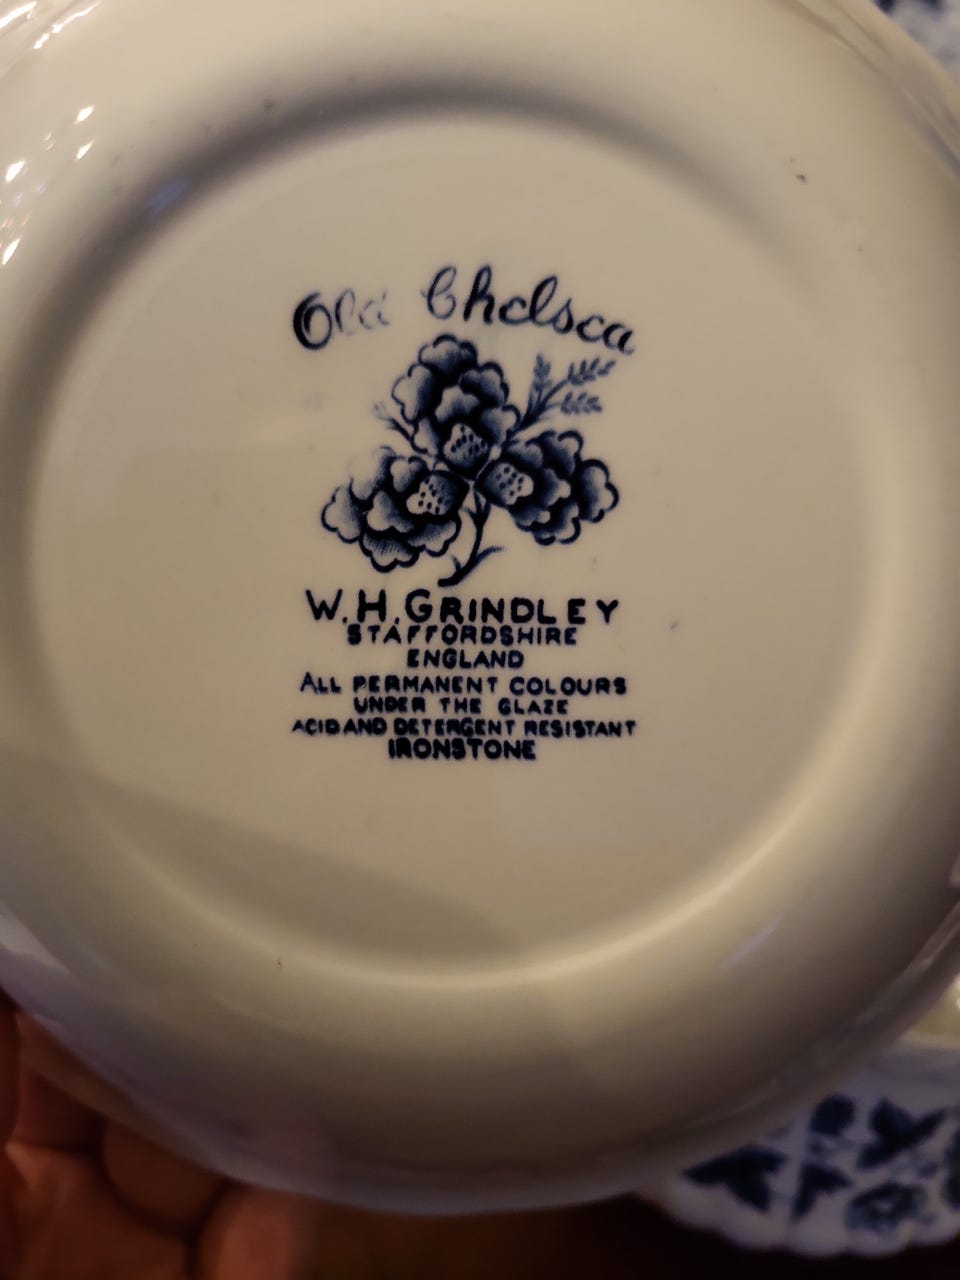 Old Chelsea
W.H. GRINDLEY
STAFFORDSHIRE
ENGLAND
ALL PERMANENT COLOURS
UNDER THE GLAZE
ACID AND DETERGENT RESISTANT
IRONSTONE